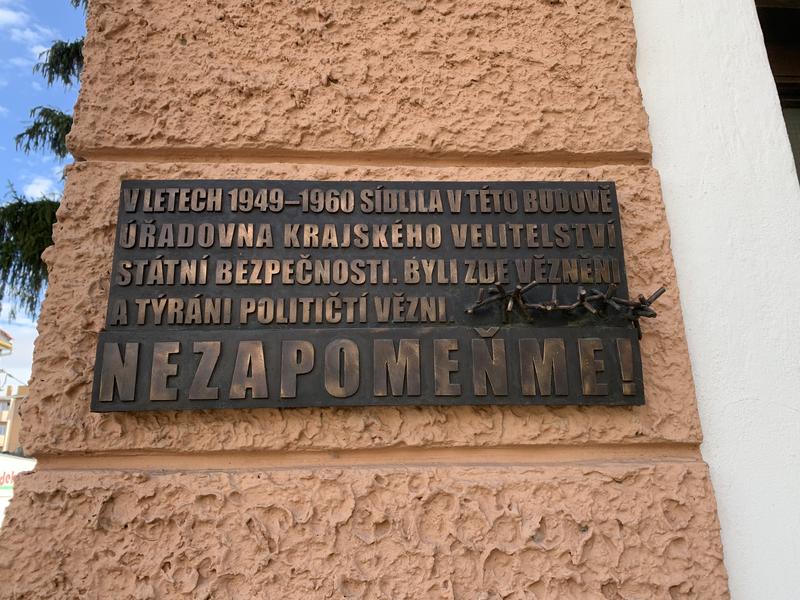 V LETECH 1949–1960 SÍDLILA V TÉTO BUDOVĚ
ÚŘADOVNA KRAJSKÉHO VELITELSTVÍ
STÁTNÍ BEZPEČNOSTI. BYLI ZDE VĚZNĚNI
A TÝRÁNI POLITIČTÍ VĚZNI.
NEZAPOMEŇME!